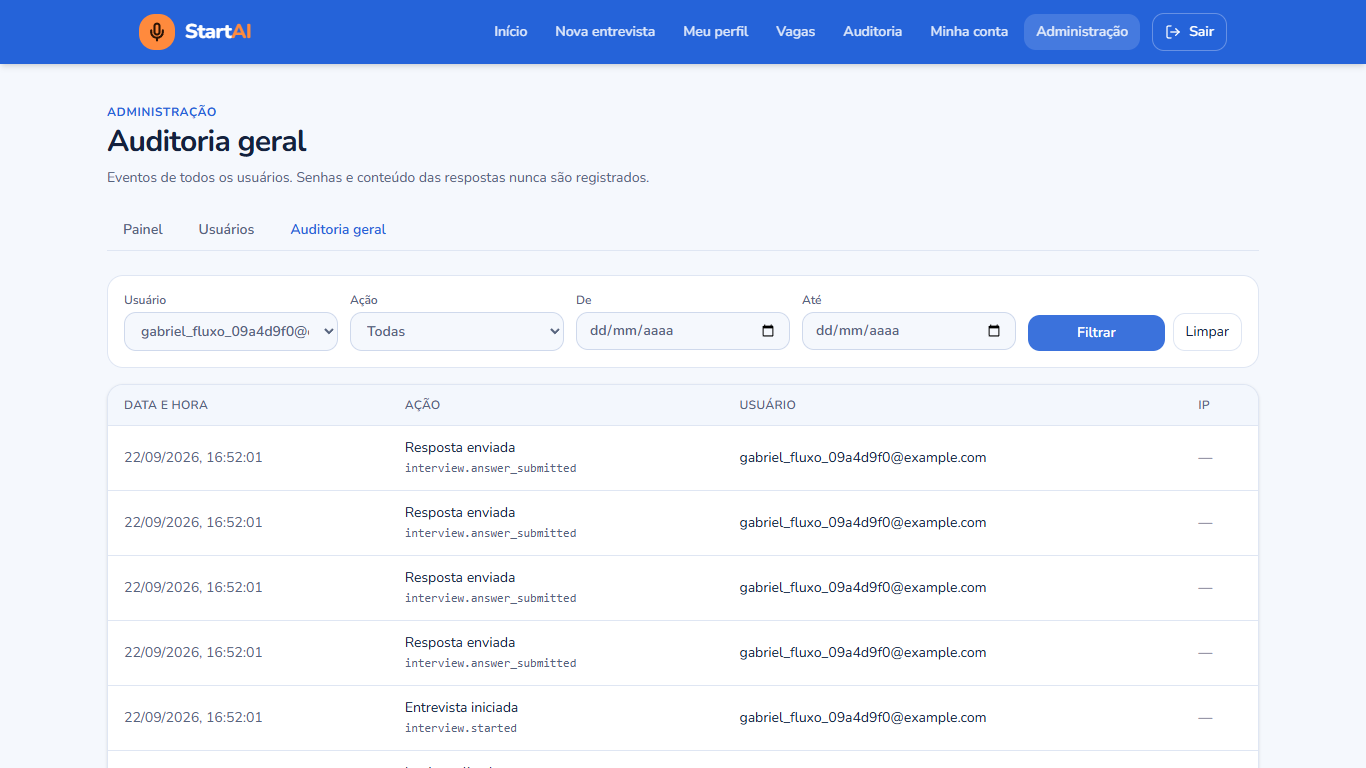 StartAI
Início
Nova entrevista
Meu perfil
Vagas
Auditoria
Minha conta
Administração
Sair
ADMINISTRAÇÃO
Auditoria geral
Eventos de todos os usuários. Senhas e conteúdo das respostas nunca são registrados.
Painel
Usuários
Auditoria geral
Usuário
Ação
De
Até
gabriel_fluxo_09a4d9f0@
Todas
dd/mm/aaaa
dd/mm/aaaa
Filtrar
Limpar
DATA E HORA
AÇÃO
USUÁRIO
IP
22/09/2026, 16:52:01
Resposta enviada
interview.answer_submitted
gabriel_fluxo_09a4d9f0@example.com
—
22/09/2026, 16:52:01
Resposta enviada
interview.answer_submitted
gabriel_fluxo_09a4d9f0@example.com
—
22/09/2026, 16:52:01
Resposta enviada
interview.answer_submitted
gabriel_fluxo_09a4d9f0@example.com
—
22/09/2026, 16:52:01
Resposta enviada
interview.answer_submitted
gabriel_fluxo_09a4d9f0@example.com
—
22/09/2026, 16:52:01
Entrevista iniciada
interview.started
gabriel_fluxo_09a4d9f0@example.com
—